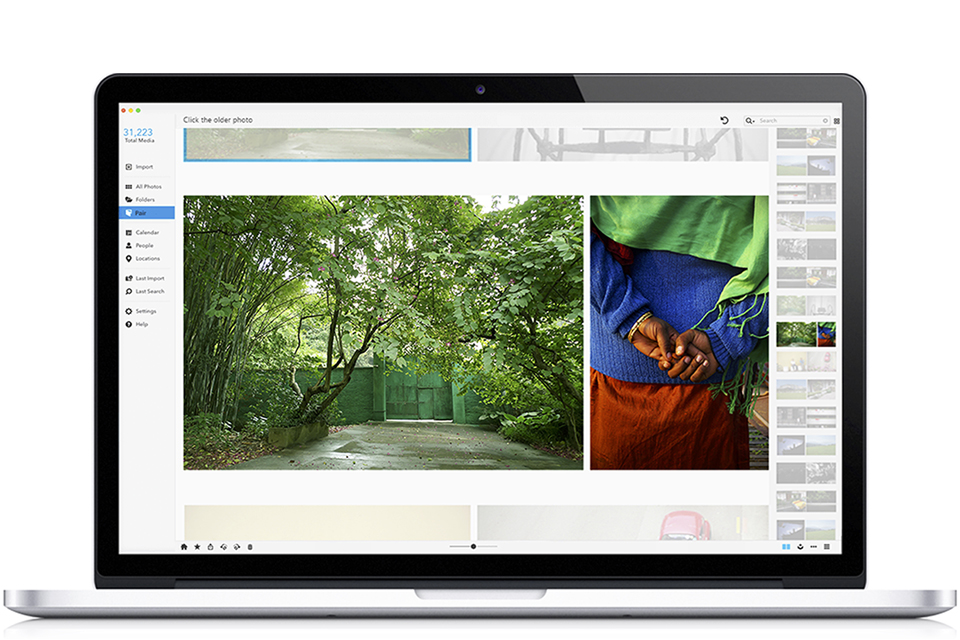 Click the older photo
Search
31,223
Total Media
Import
All Photos
Folders
Pair
Calendar
People
Locations
Last Import
Last Search
Settings
Help